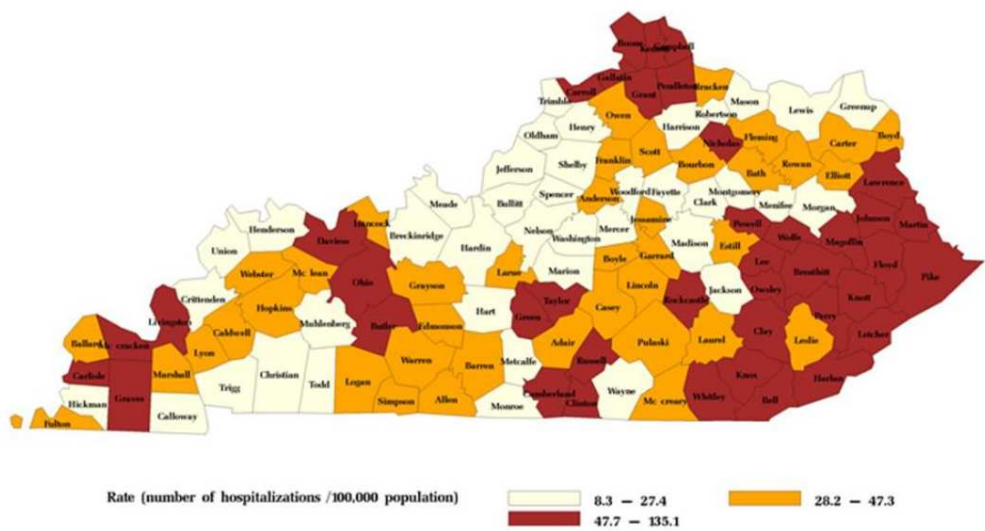 Boone Kenton Campbell
Gallatin
Carroll Grant Pendleton Bracken
Trimble Mason
Owen Robertson Lewis Greenup
Henry Harrison
Oldham Nicholas Fleming Boyd
Scott Carter
Shelby Franklin Bourbon Rowan
Jefferson Bath Elliott
Lawrence
Spencer Anderson Woodford Fayette Montgomery
Meade Bullitt Clark Menifee Morgan
Hancock Nelson Washington Mercer Jessamine Powell Johnson Martin
Henderson Breckinridge Madison Wolfe Magoffin
Daviess Hardin Estill
Union Boyle Garrard Lee Floyd
Webster Mc lean Larue Marion Breathitt Pike
Ohio Grayson Lincoln Jackson Owsley
Crittenden Taylor Rockcastle Knott
Hopkins Hart Casey
Livingston Muhlenberg Butler Edmonson Green Perry
Caldwell Clay Letcher
Ballard Mc cracken Lyon Adair Pulaski Laurel Leslie
Warren Barren Metcalfe Russell
Carlisle Marshall Christian Knox Harlan
Trigg Todd Logan
Graves Cumberland Wayne Whitley
Hickman Simpson Allen Monroe Clinton Mc creary Bell
Calloway
Fulton
Rate (number of hospitalizations /100,000 population) 8.3 – 27.4 28.2 – 47.3
47.7 – 135.1